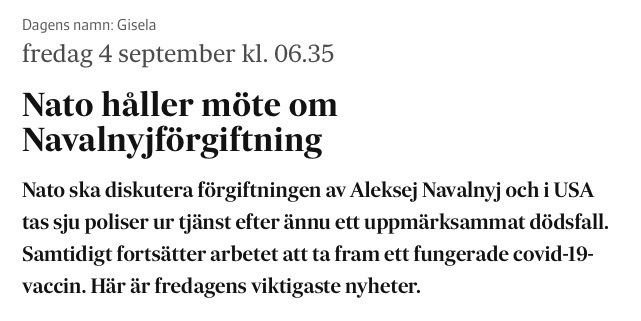 Dagens namn: Gisela
fredag 4 september kl. 06.35
Nato håller möte om
Navalnyjförgiftning
Nato ska diskutera förgiftningen av Aleksej Navalnyj och i USA
tas sju poliser ur tjänst efter ännu ett uppmärksammat dödsfall.
Samtidigt fortsätter arbetet att ta fram ett fungerade covid-19-
vaccin. Här är fredagens viktigaste nyheter.